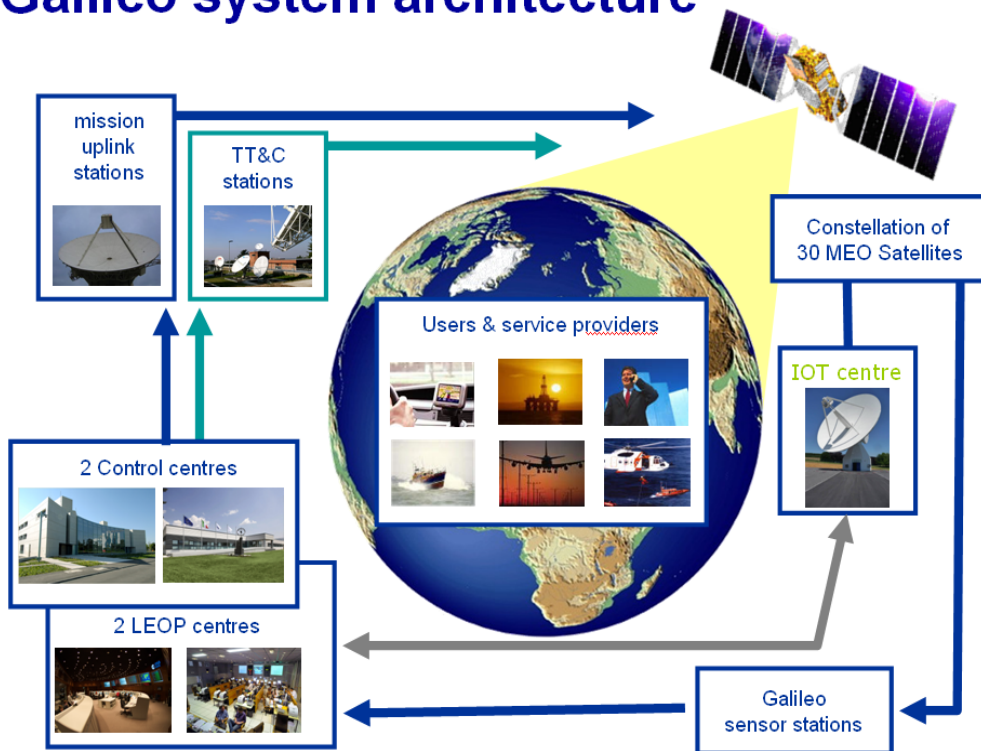 Galileo system architecture
mission
uplink
stations
TT&C
stations
Constellation of
30 MEO Satellites
Users & service providers
IOT centre
2 Control centres
2 LEOP centres
Galileo
sensor stations